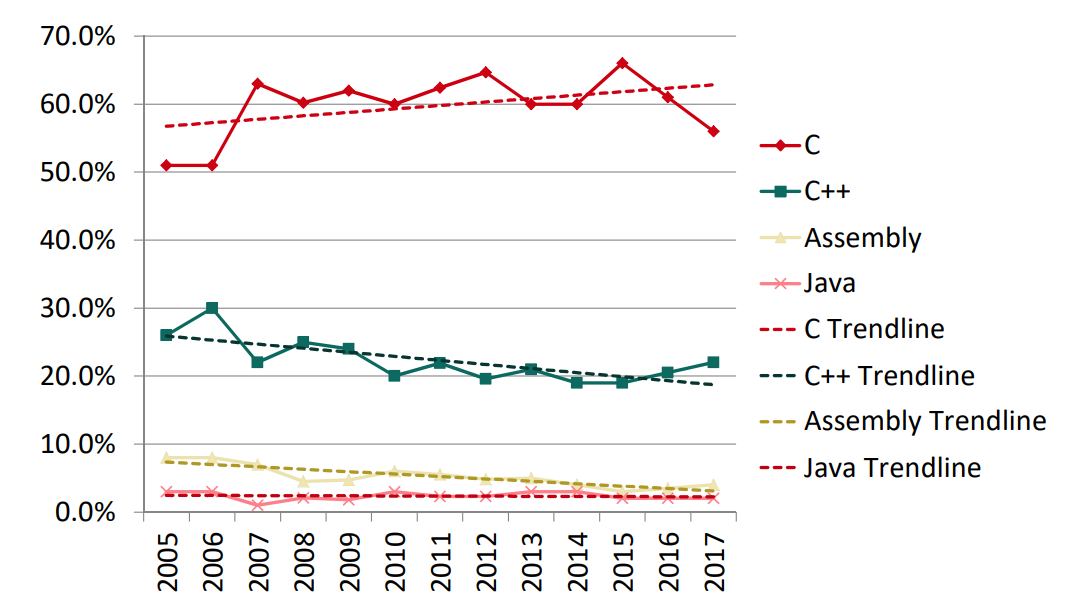 70.0%
60.0%
50.0%
40.0%
30.0%
20.0%
10.0%
0.0%
2005
2006
2007
2008
2009
2010
2011
2012
2013
2014
2015
2016
2017
C
C++
Assembly
Java
C Trendline
C++ Trendline
Assembly Trendline
Java Trendline